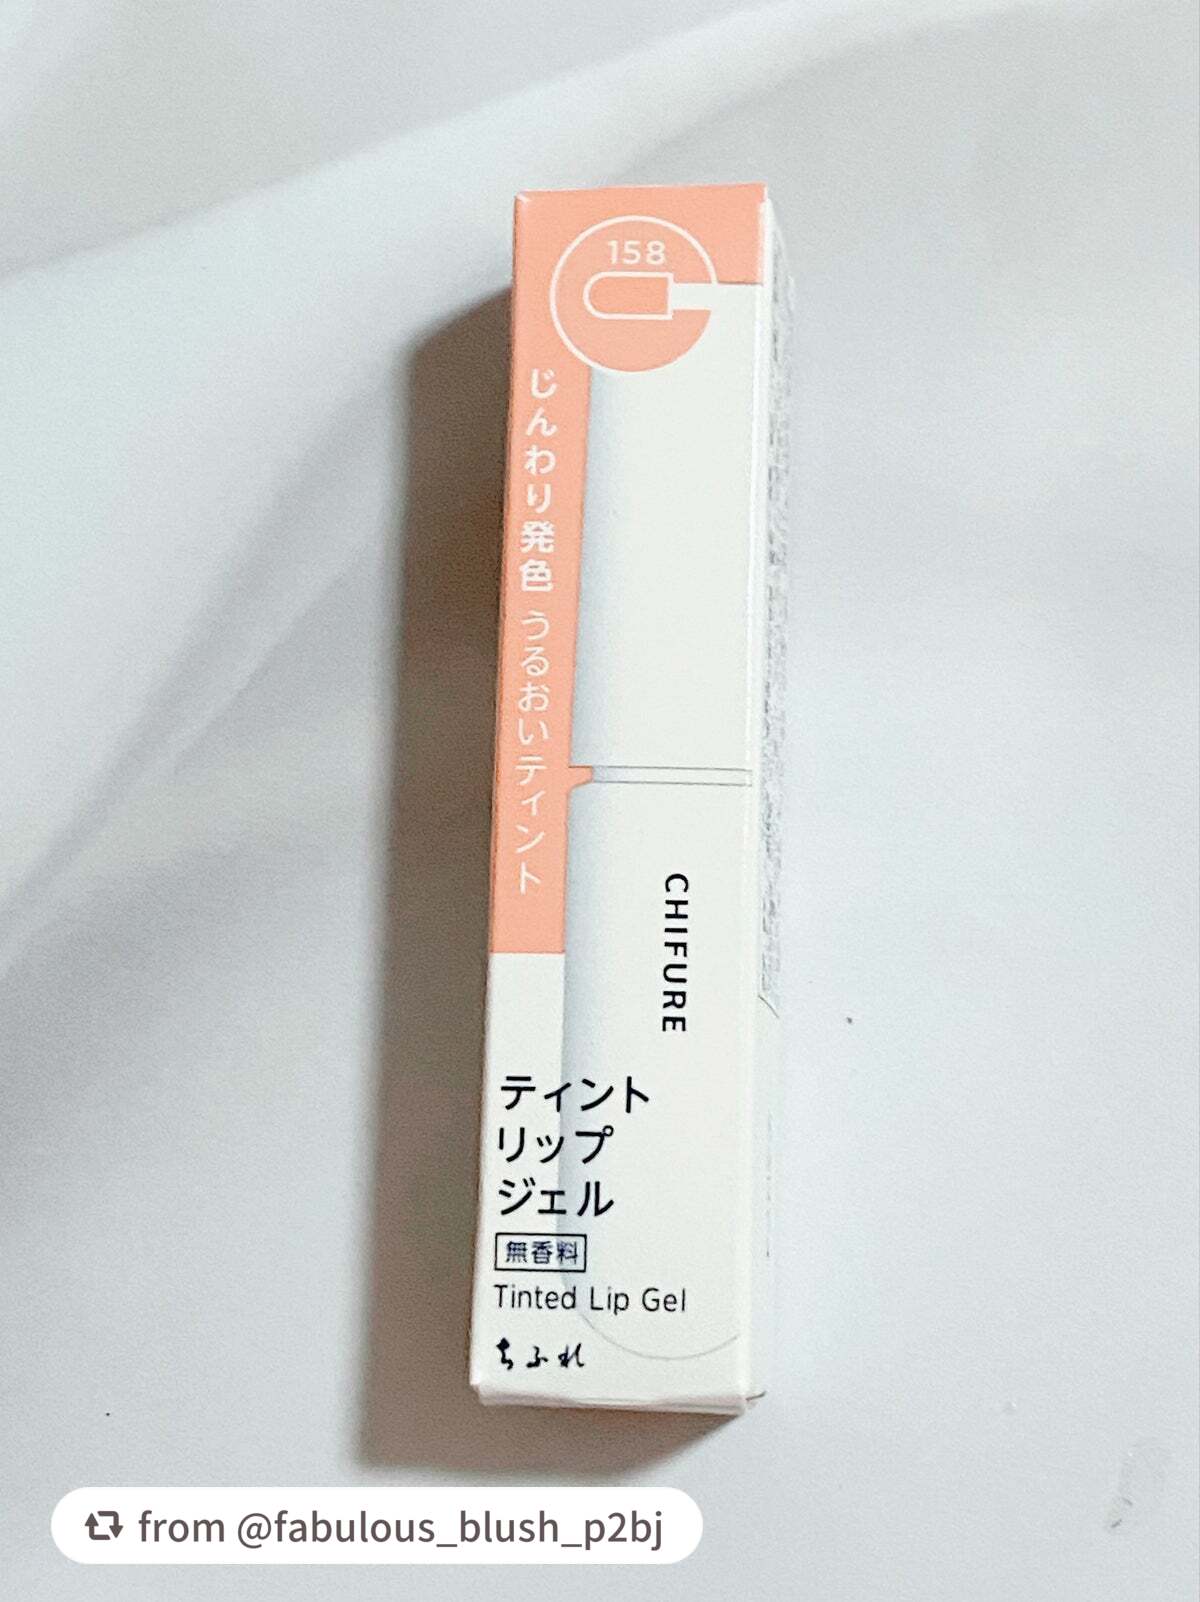 158
じんわり発色 うるおいティント
CHIFURE
ティント
リップ
ジェル
無香料
Tinted Lip Gel
ちふれ
from @fabulous_blush_p2bj